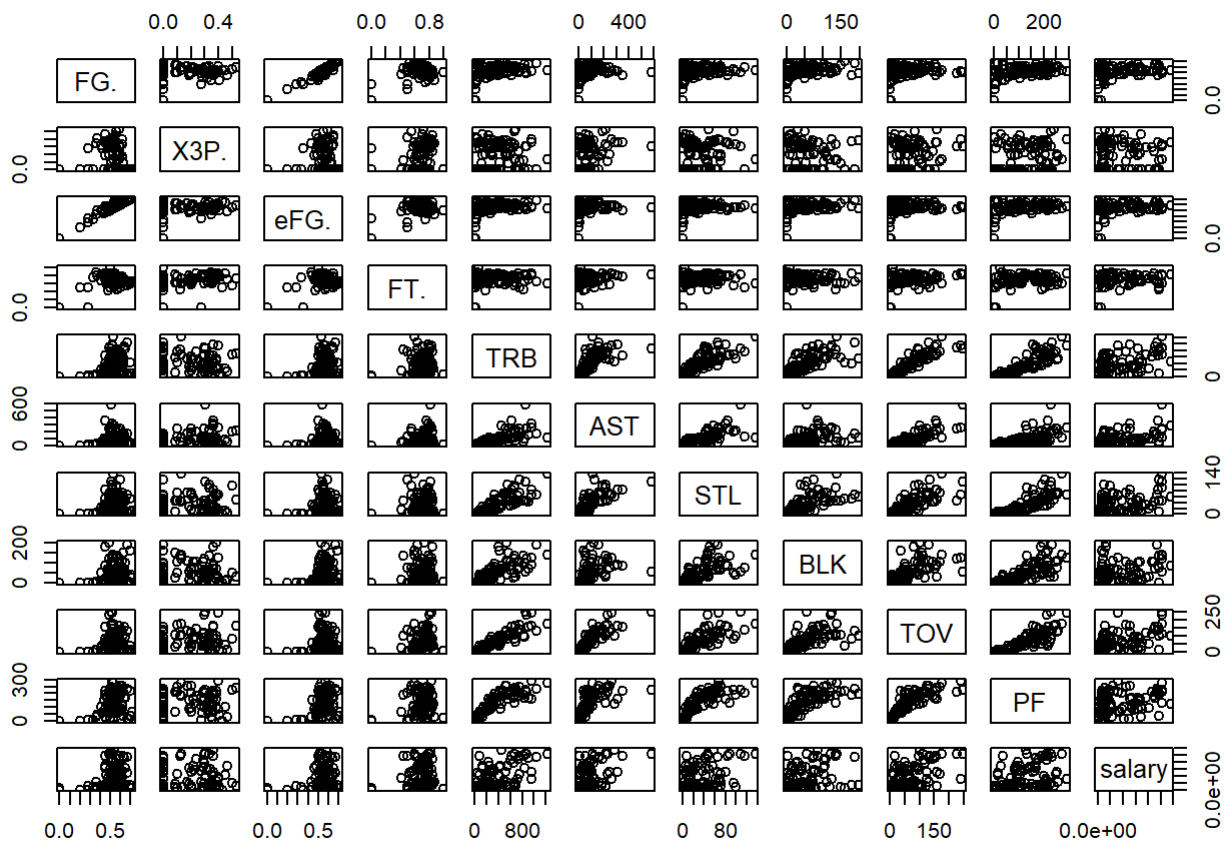 0.0 0.4 0.0 0.8 0 400 0 150 0 200
FG. 0.0
0.0 X3P.
eFG. 0.0
0.0 FT.
TRB 0
0 600 AST
STL 0 140
0 200 BLK
TOV 0 250
0 300 PF
salary 0.0e+00
0.0 0.5 0.0 0.5 0 800 0 80 0 150 0.0e+00